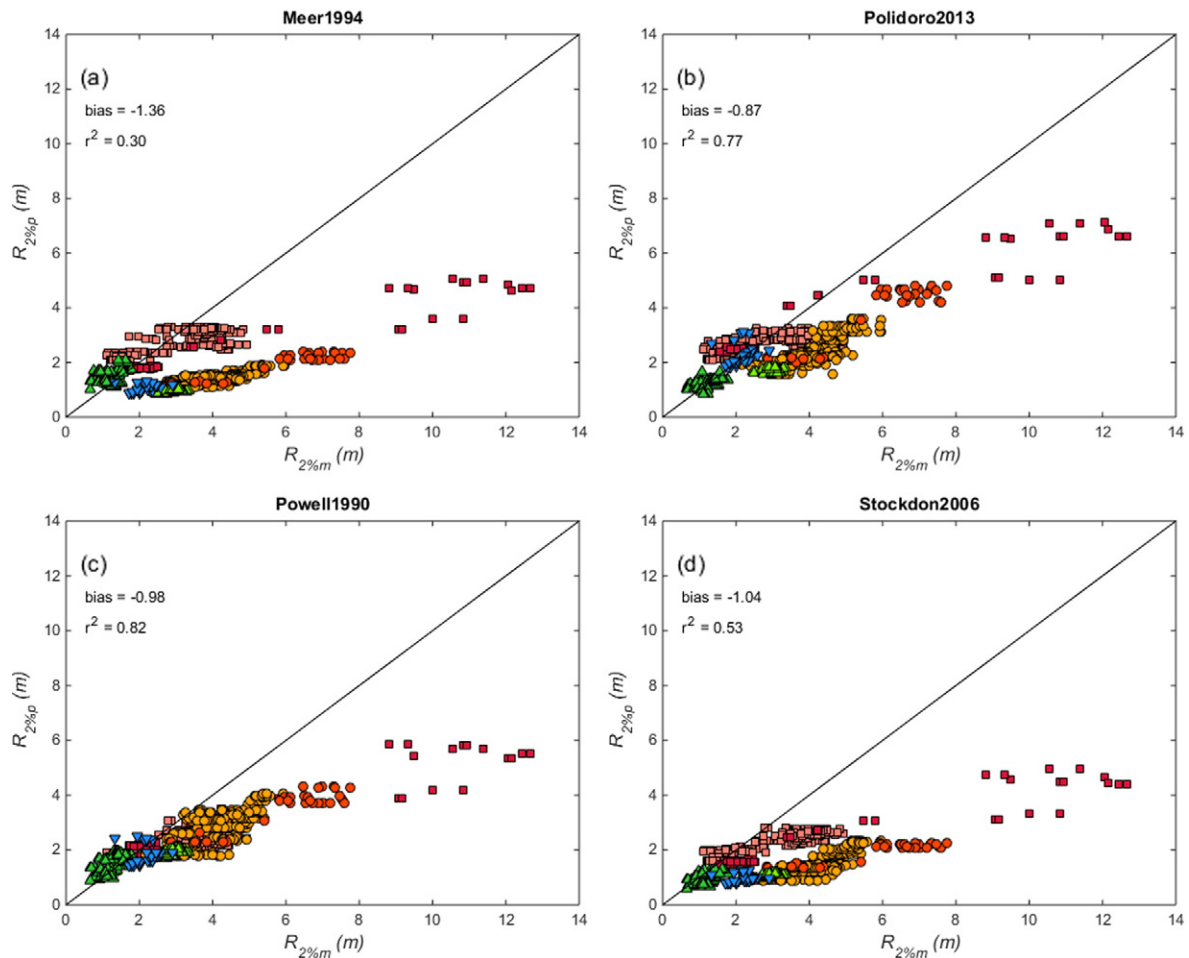 Meer1994
(a)
bias = -1.36
r² = 0.30
14
12
10
8
6
4
2
0
R2%p (m)
0 2 4 6 8 10 12 14
R2%m (m)
Polidoro2013
(b)
bias = -0.87
r² = 0.77
14
12
10
8
6
4
2
0
R2%p (m)
0 2 4 6 8 10 12 14
R2%m (m)
Powell1990
(c)
bias = -0.98
r² = 0.82
14
12
10
8
6
4
2
0
R2%p (m)
0 2 4 6 8 10 12 14
R2%m (m)
Stockdon2006
(d)
bias = -1.04
r² = 0.53
14
12
10
8
6
4
2
0
R2%p (m)
0 2 4 6 8 10 12 14
R2%m (m)